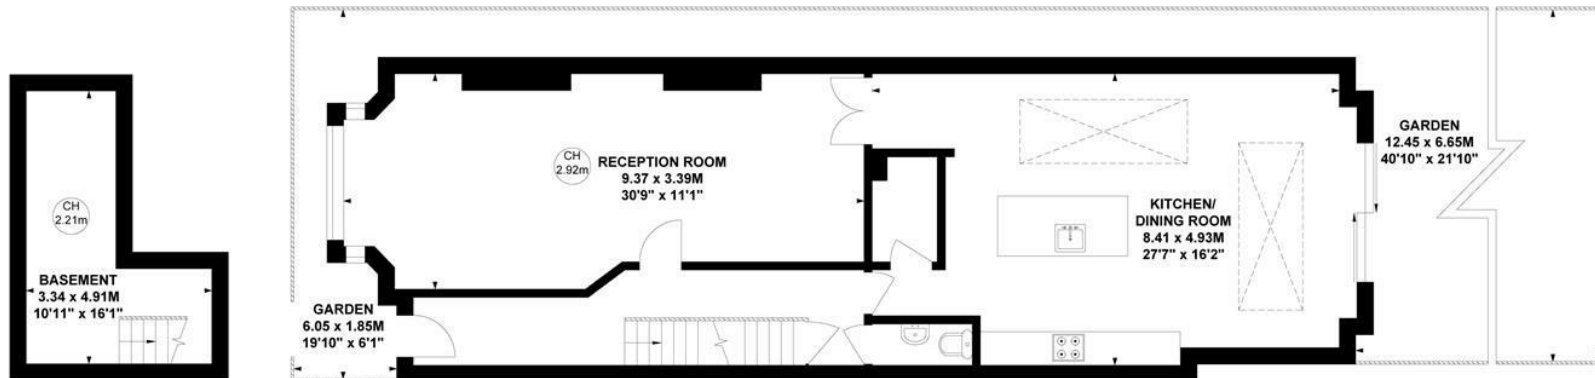 CH
2.21m
BASEMENT
3.34 x 4.91M
10'11" x 16'1"
GARDEN
6.05 x 1.85M
19'10" x 6'1"
CH
2.92m
RECEPTION ROOM
9.37 x 3.39M
30'9" x 11'1"
KITCHEN/
DINING ROOM
8.41 x 4.93M
27'7" x 16'2"
GARDEN
12.45 x 6.65M
40'10" x 21'10"